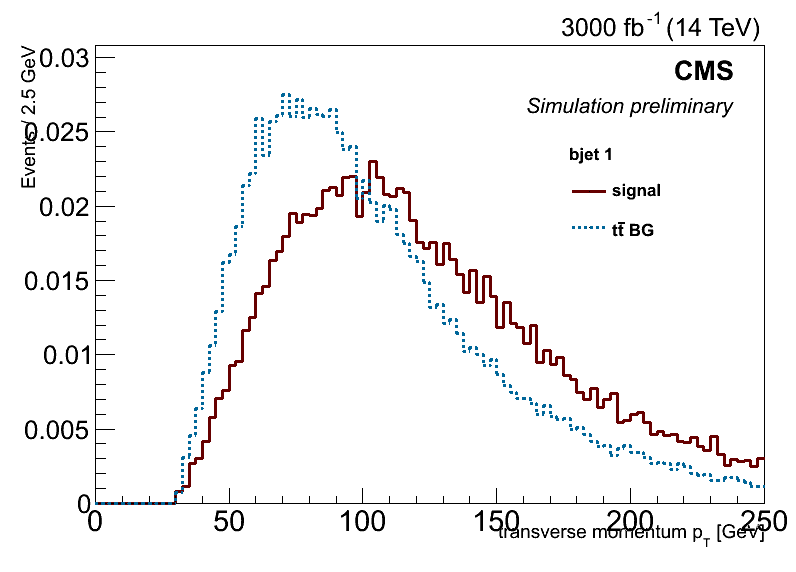 3000 fb⁻¹ (14 TeV)
Events / 2.5 GeV
0.03
0.025
0.02
0.015
0.01
0.005
0
CMS
Simulation preliminary
bjet 1
signal
tt̄ BG
0 50 100 150 200 250
transverse momentum p_T [GeV]